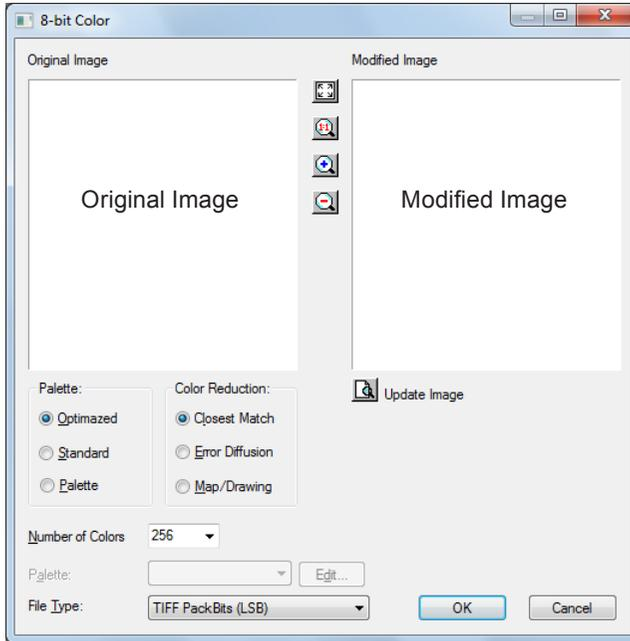 8-bit Color
Original Image
Modified Image
1:1
Original Image
Modified Image
Update Image
Palette:
Color Reduction:
Optimazed
Closest Match
Standard
Error Diffusion
Palette
Map/Drawing
Number of Colors
256
Palette:
Edit...
File Type:
TIFF PackBits (LSB)
OK
Cancel